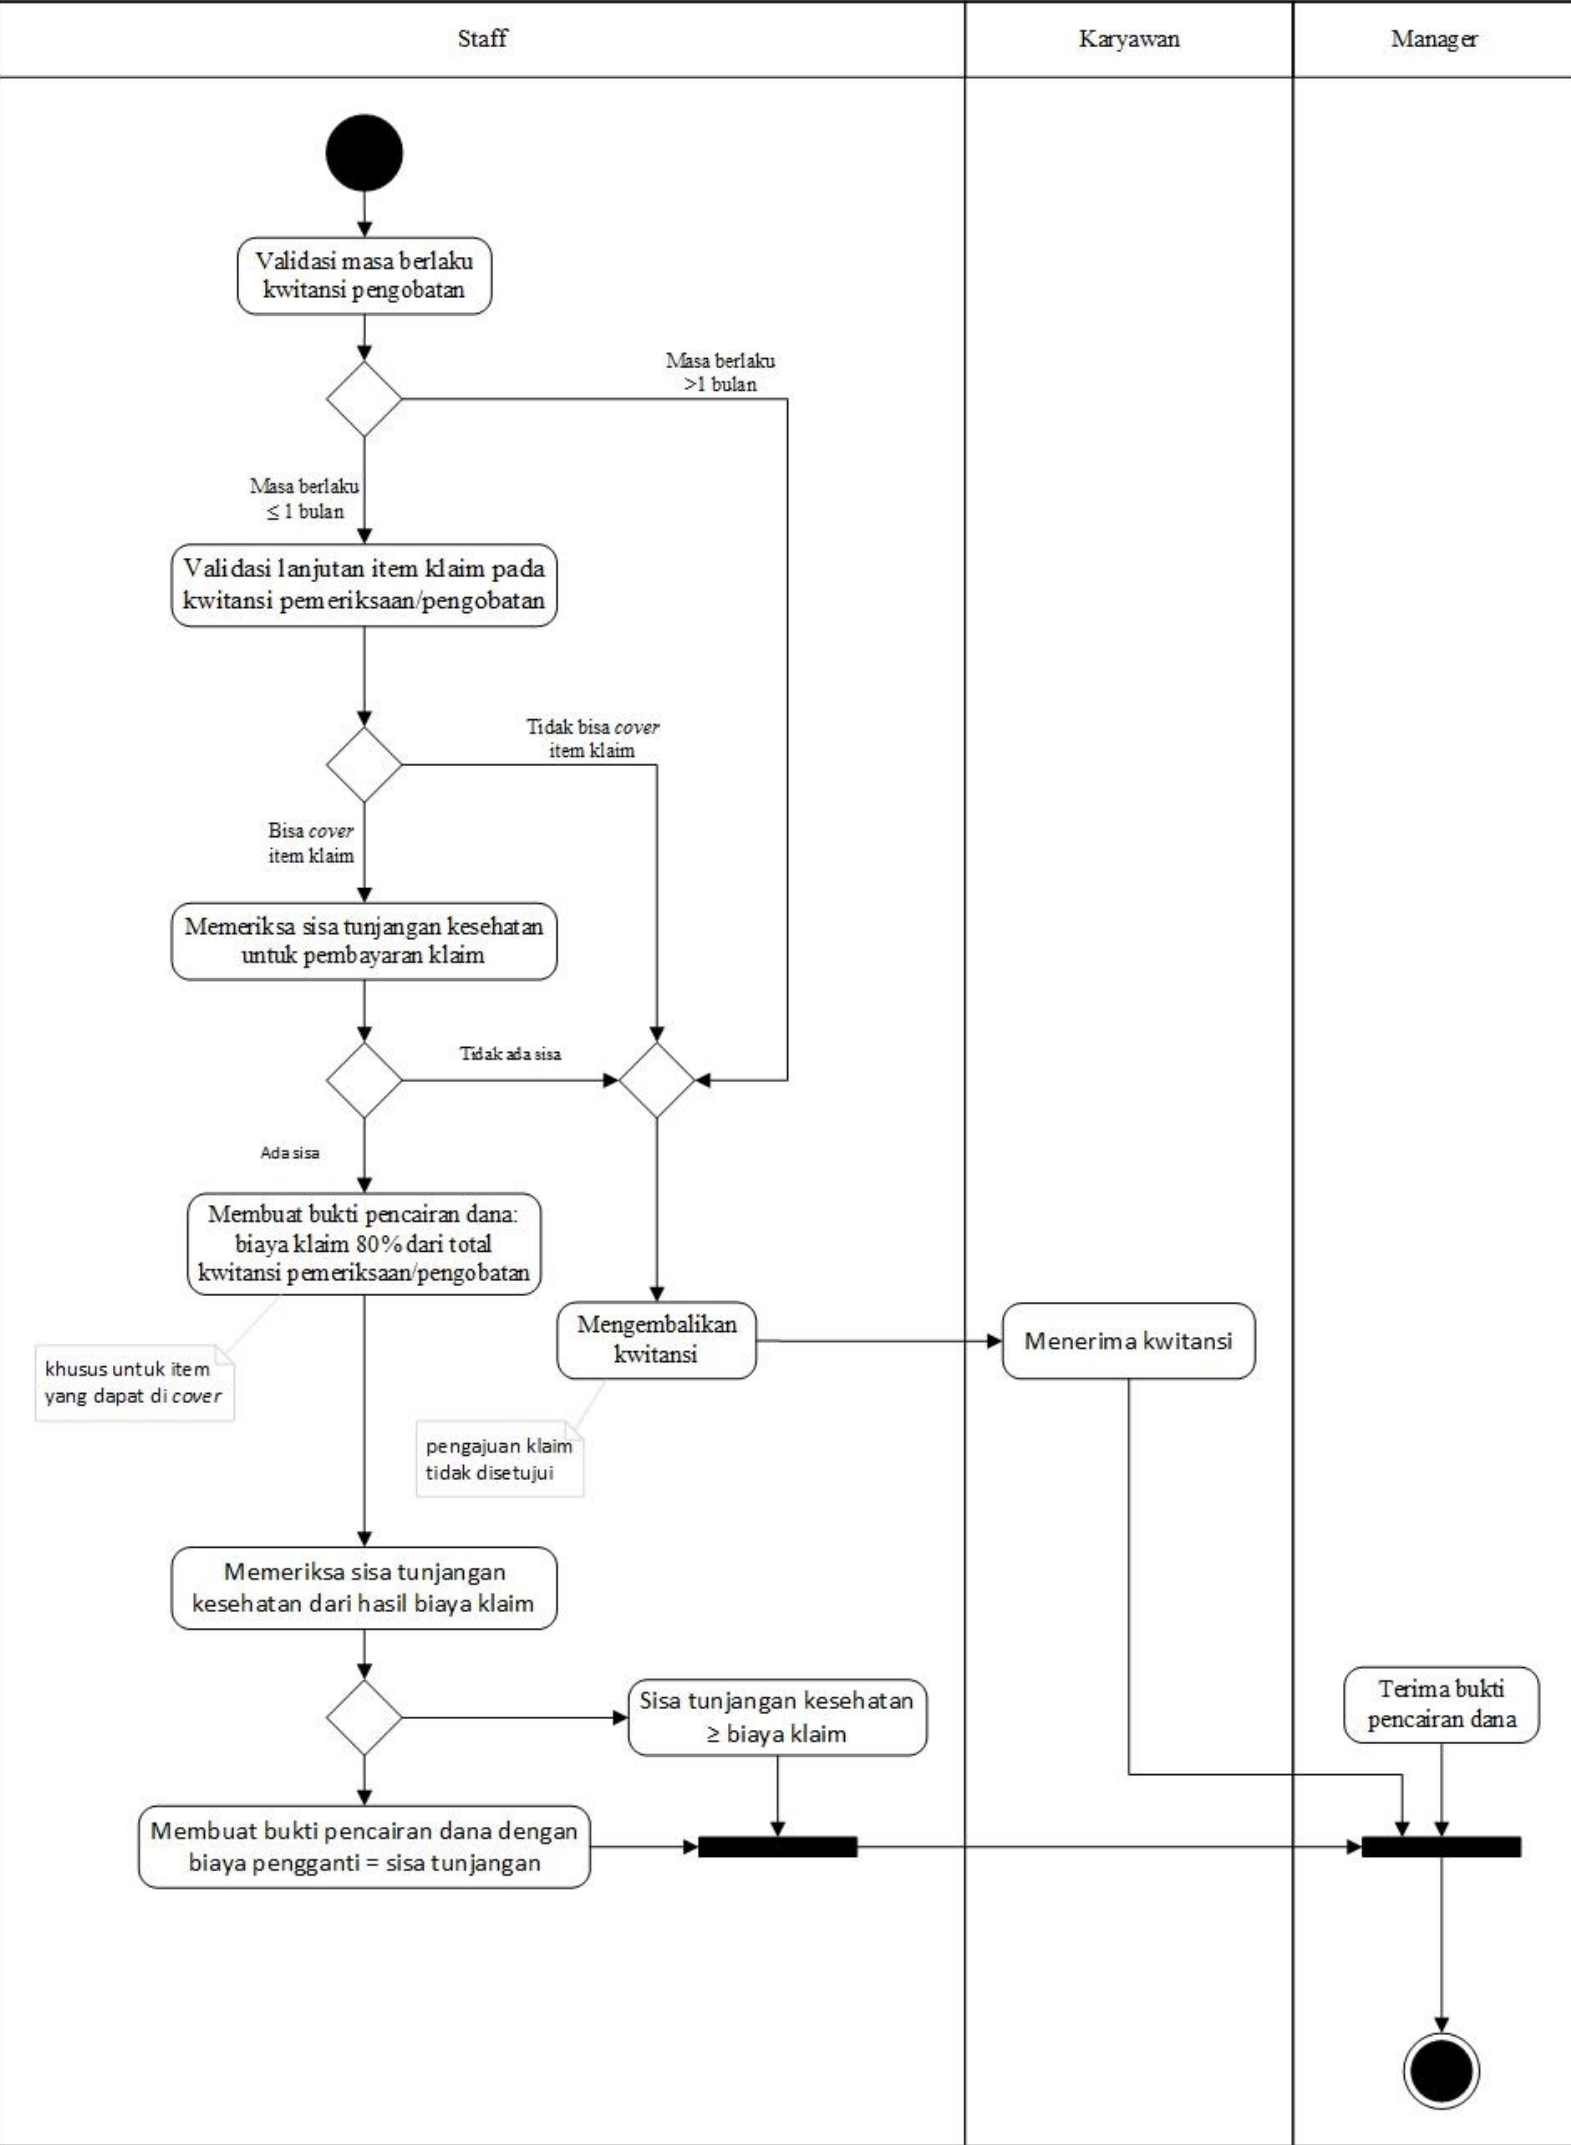 Staff
Karyawan
Manager
Validasi masa berlaku
kwitansi pengobatan
Masa berlaku
>1 bulan
Masa berlaku
≤ 1 bulan
Validasi lanjutan item klaim pada
kwitansi pemeriksaan/pengobatan
Tidak bisa cover
item klaim
Bisa cover
item klaim
Memeriksa sisa tunjangan kesehatan
untuk pembayaran klaim
Tidak ada sisa
Ada sisa
Membuat bukti pencairan dana:
biaya klaim 80% dari total
kwitansi pemeriksaan/pengobatan
Mengembalikan
kwitansi
Menerima kwitansi
khusus untuk item
yang dapat di cover
pengajuan klaim
tidak disetujui
Memeriksa sisa tunjangan
kesehatan dari hasil biaya klaim
Sisa tunjangan kesehatan
≥ biaya klaim
Terima bukti
pencairan dana
Membuat bukti pencairan dana dengan
biaya pengganti = sisa tunjangan